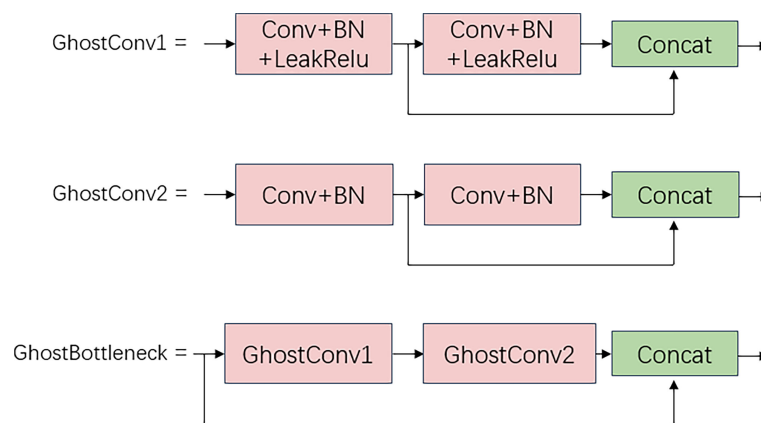 GhostConv1 =
Conv+BN
+LeakRelu
Conv+BN
+LeakRelu
Concat
GhostConv2 =
Conv+BN
Conv+BN
Concat
GhostBottleneck =
GhostConv1
GhostConv2
Concat